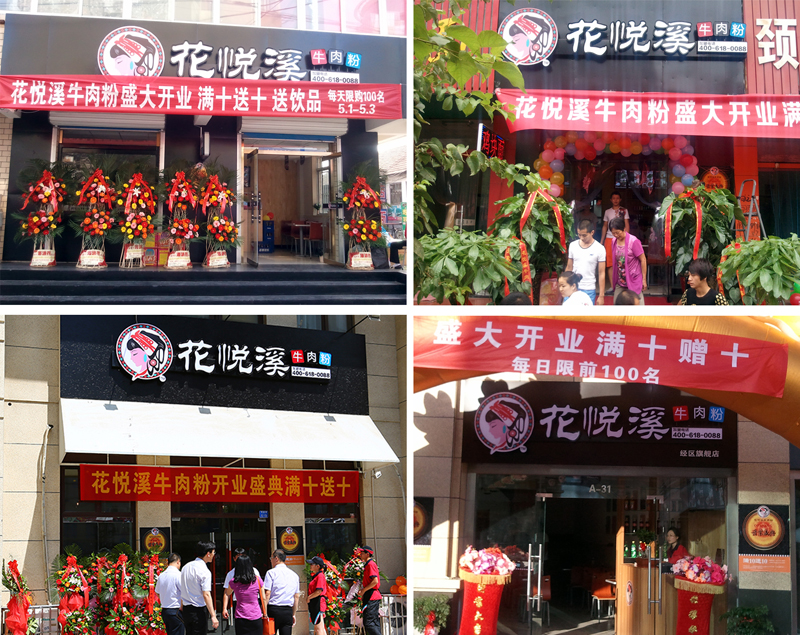 花悦溪 牛肉粉
400-618-0088
花悦溪牛肉粉盛大开业 满十送十 送饮品 每天限购100名
5.1-5.3
花悦溪 牛肉粉
400-618-0088
颈
花悦溪牛肉粉盛大开业满
花悦溪 牛肉粉
400-618-0088
花悦溪牛肉粉开业盛典满十送十
盛大开业满十赠十
每日限前100名
花悦溪 牛肉粉
400-618-0088
经区旗舰店
A-31